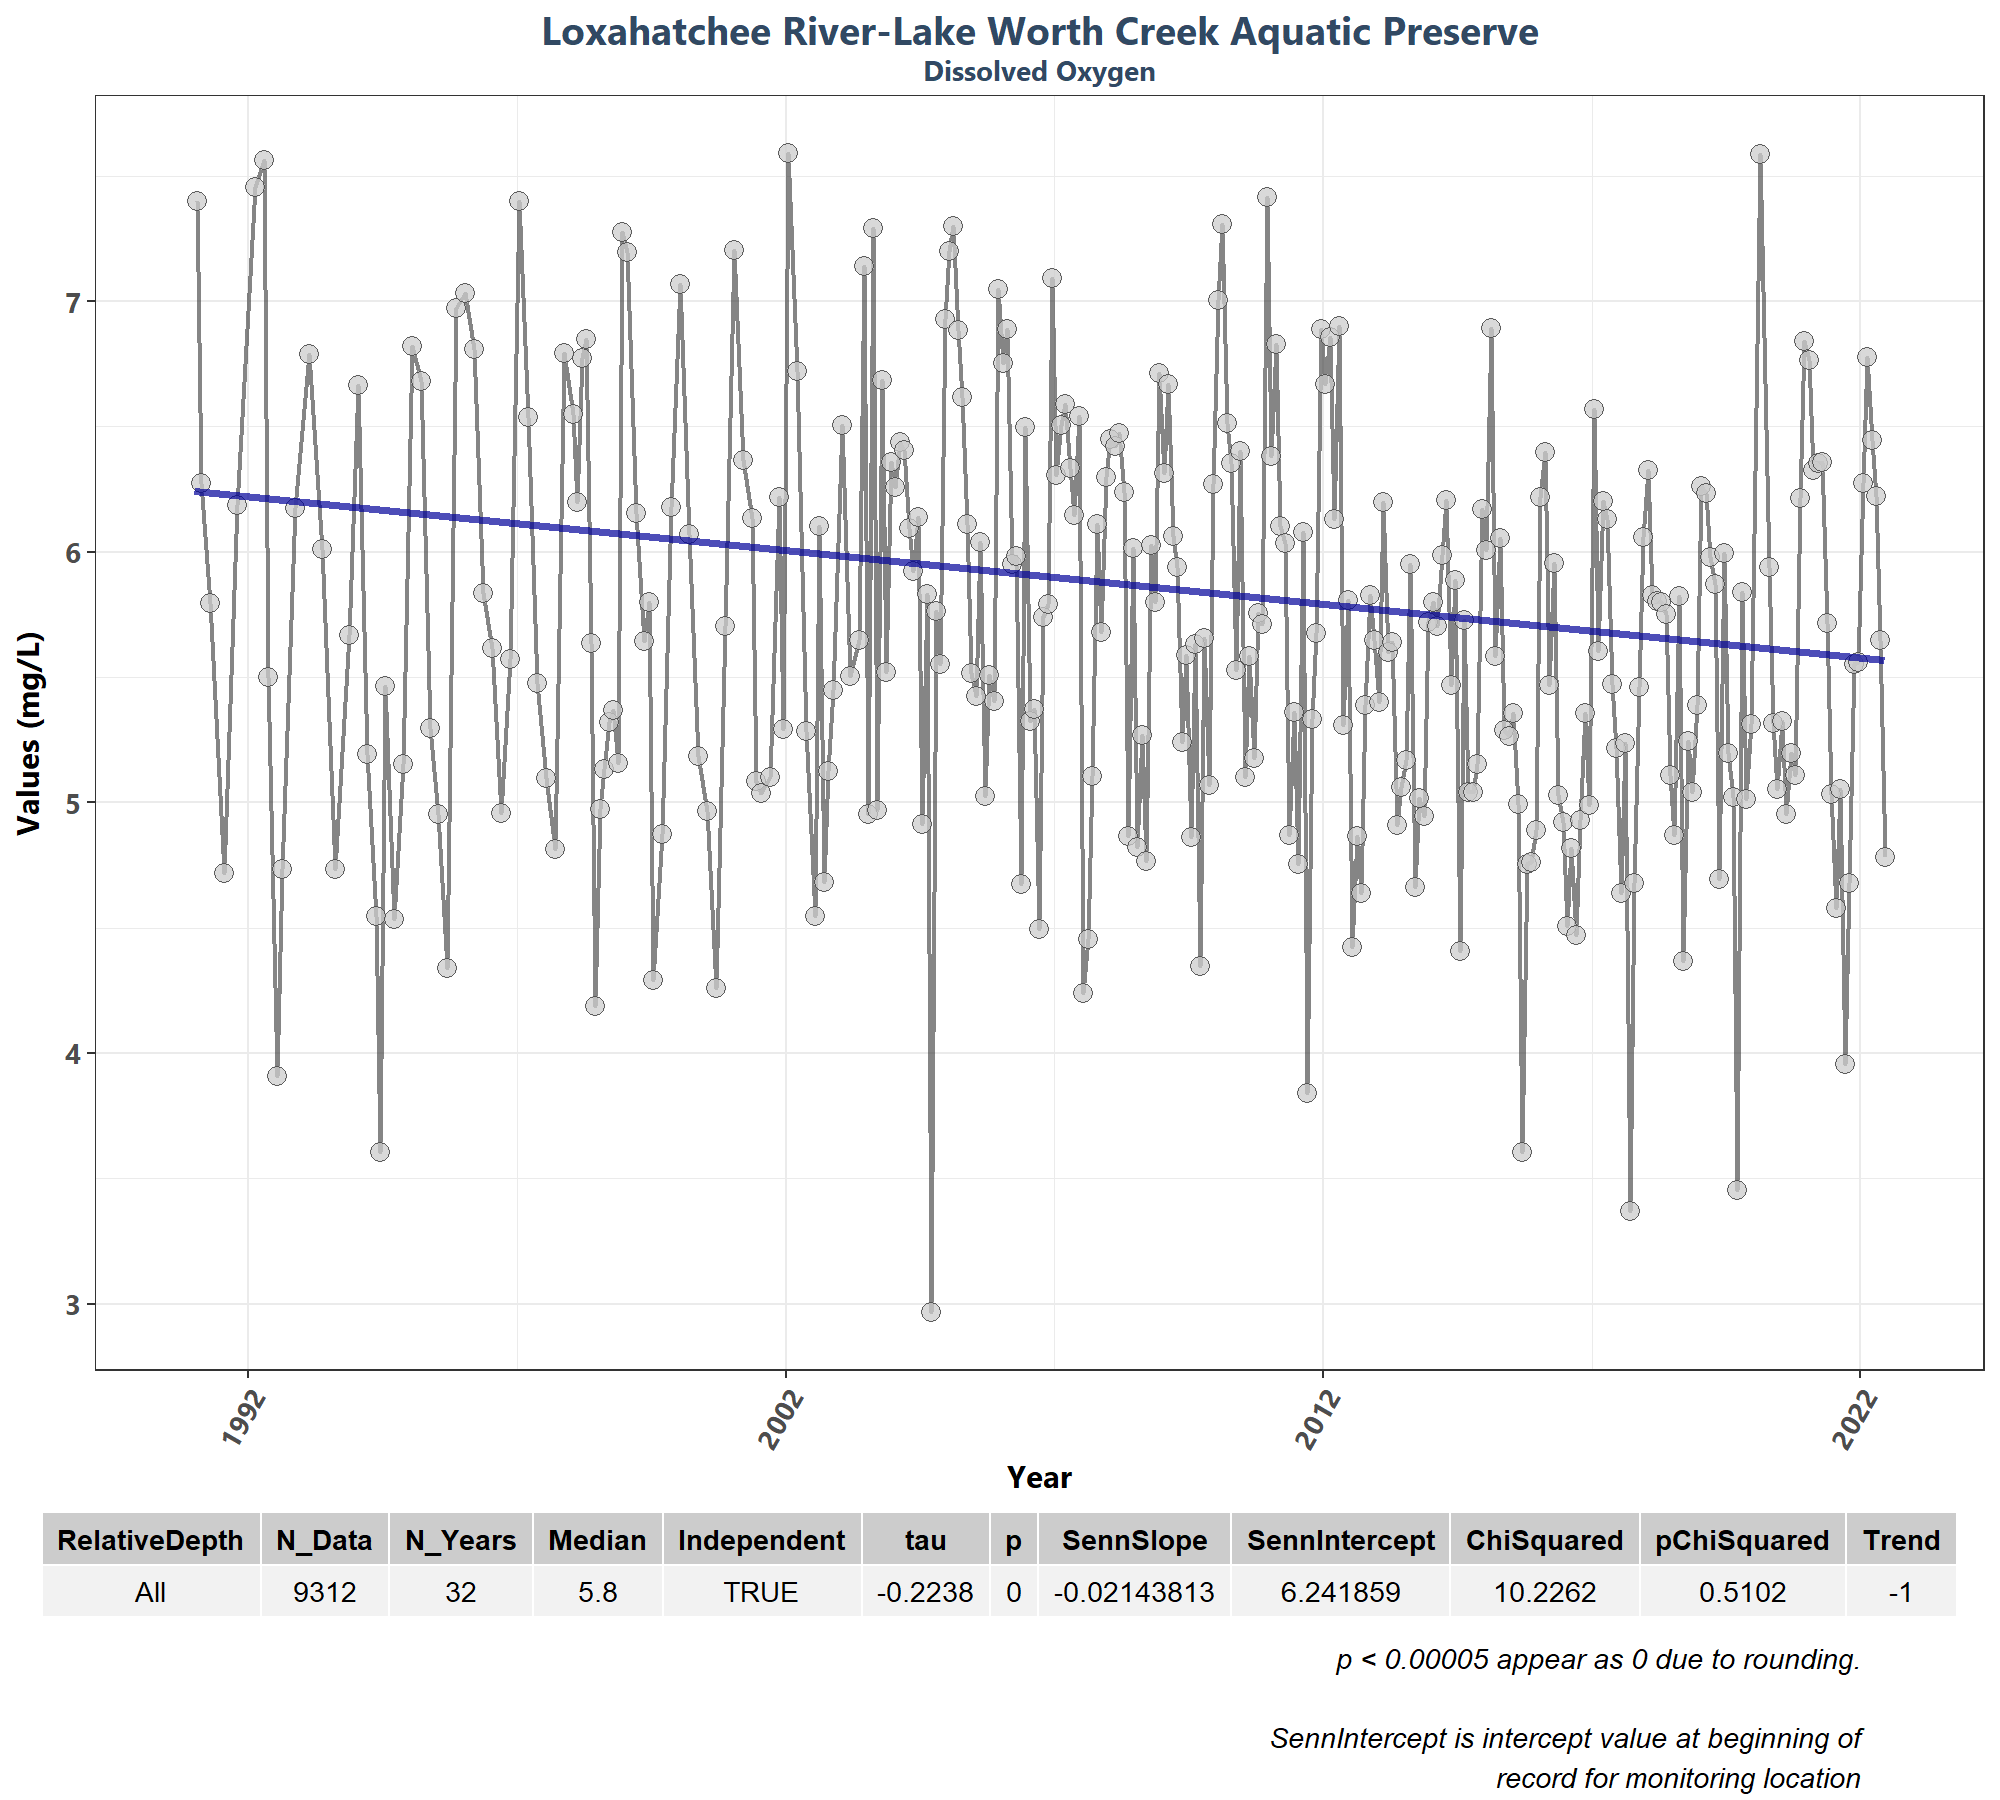 Loxahatchee River-Lake Worth Creek Aquatic Preserve
Dissolved Oxygen
Values (mg/L)
7
6
5
4
3
1992 2002 2012 2022
Year
RelativeDepth N_Data N_Years Median Independent tau p SennSlope SennIntercept ChiSquared pChiSquared Trend
All 9312 32 5.8 TRUE -0.2238 0 -0.02143813 6.241859 10.2262 0.5102 -1
p < 0.00005 appear as 0 due to rounding.
SennIntercept is intercept value at beginning of
record for monitoring location